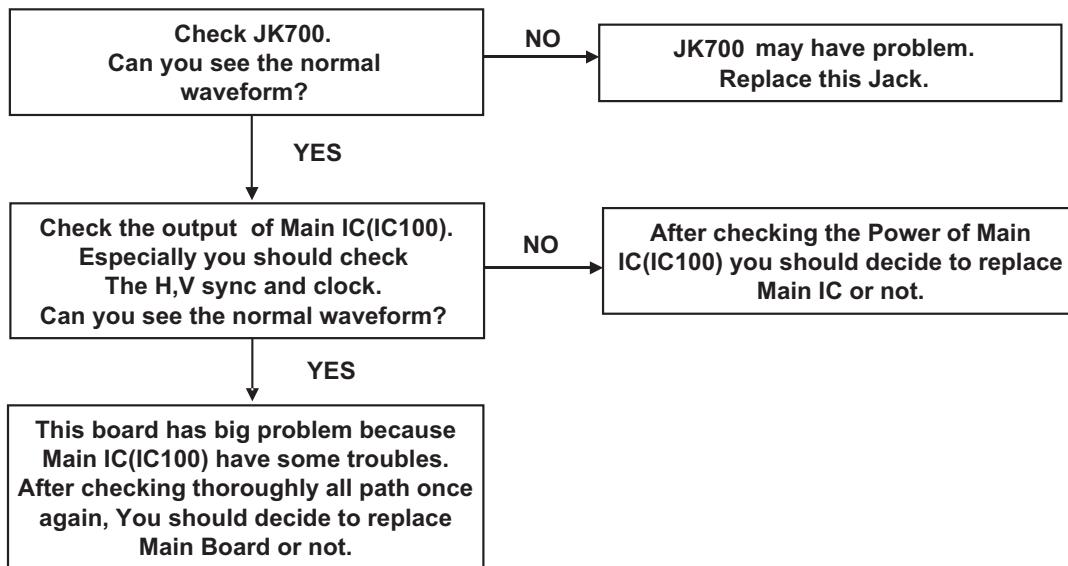 Check JK700.
Can you see the normal
waveform?
NO
JK700 may have problem.
Replace this Jack.
YES
Check the output of Main IC(IC100).
Especially you should check
The H,V sync and clock.
Can you see the normal waveform?
NO
After checking the Power of Main
IC(IC100) you should decide to replace
Main IC or not.
YES
This board has big problem because
Main IC(IC100) have some troubles.
After checking thoroughly all path once
again, You should decide to replace
Main Board or not.